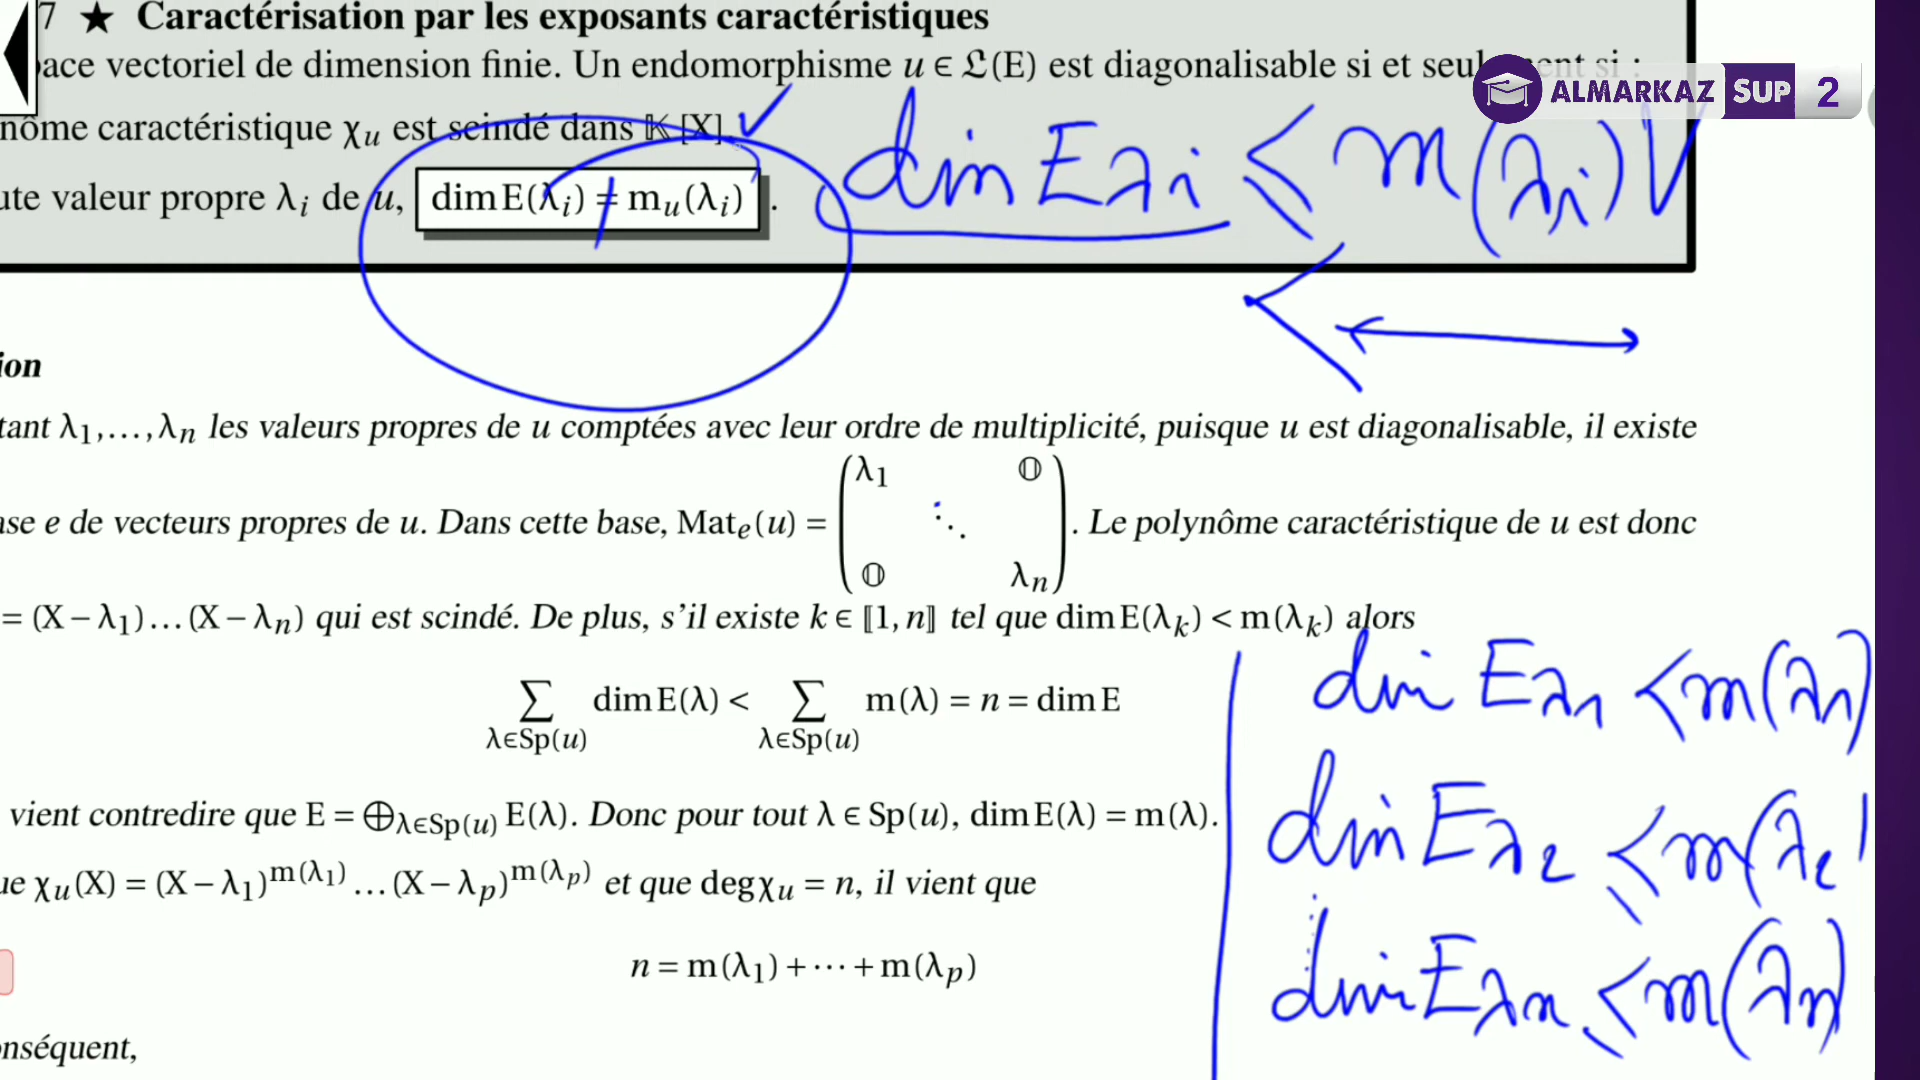 7 ★ Caractérisation par les exposants caractéristiques
ace vectoriel de dimension finie. Un endomorphisme u ∈ 𝔏(E) est diagonalisable si et seul ent si :
ALMARKAZ SUP 2
nôme caractéristique χu est scindé dans 𝕂 [X].
ute valeur propre λi de u, dim E(λi) = mu(λi) .
dim Eλi ⩽ m(λi)
ion
tant λ1,…,λn les valeurs propres de u comptées avec leur ordre de multiplicité, puisque u est diagonalisable, il existe
ase e de vecteurs propres de u. Dans cette base, Mate(u) = (λ1 𝕆 ⋱ 𝕆 λn). Le polynôme caractéristique de u est donc
= (X − λ1)…(X − λn) qui est scindé. De plus, s'il existe k ∈ ⟦1, n⟧ tel que dim E(λk) < m(λk) alors
∑λ∈Sp(u) dim E(λ) < ∑λ∈Sp(u) m(λ) = n = dim E
dim Eλ1 < m(λ1)
dim Eλ2 ⩽ m(λ2)
dim Eλn ⩽ m(λn)
vient contredire que E = ⊕λ∈Sp(u) E(λ). Donc pour tout λ ∈ Sp(u), dim E(λ) = m(λ).
ue χu(X) = (X − λ1)^m(λ1) …(X − λp)^m(λp) et que deg χu = n, il vient que
n = m(λ1) + ⋯ + m(λp)
nséquent,